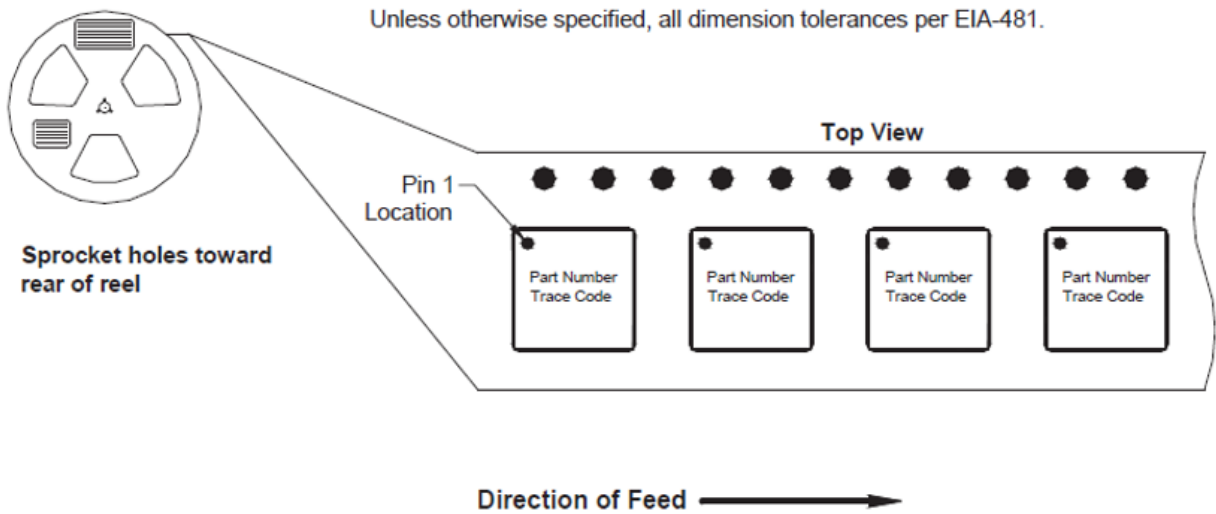 Unless otherwise specified, all dimension tolerances per EIA-481.
Top View
Pin 1
Location
Sprocket holes toward
rear of reel
Part Number
Trace Code
Part Number
Trace Code
Part Number
Trace Code
Part Number
Trace Code
Direction of Feed